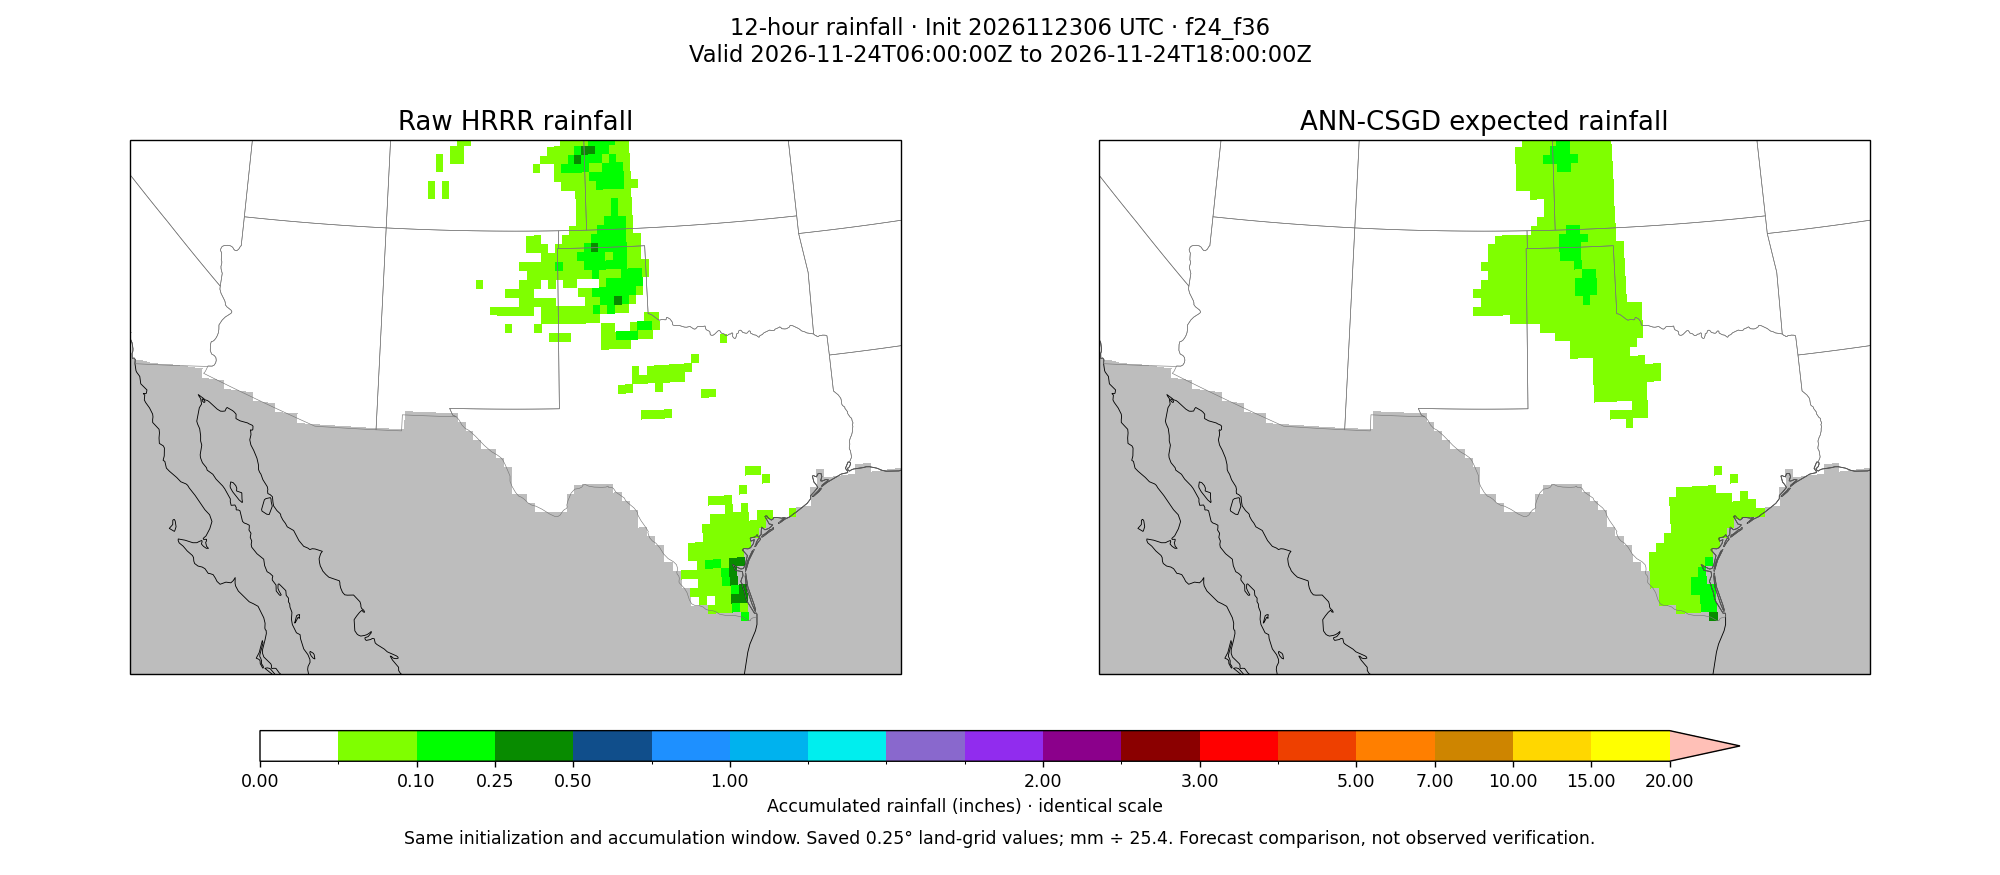 12-hour rainfall · Init 2026112306 UTC · f24_f36
Valid 2026-11-24T06:00:00Z to 2026-11-24T18:00:00Z
Raw HRRR rainfall
ANN-CSGD expected rainfall
0.00 0.10 0.25 0.50 1.00 2.00 3.00 5.00 7.00 10.00 15.00 20.00
Accumulated rainfall (inches) · identical scale
Same initialization and accumulation window. Saved 0.25° land-grid values; mm ÷ 25.4. Forecast comparison, not observed verification.